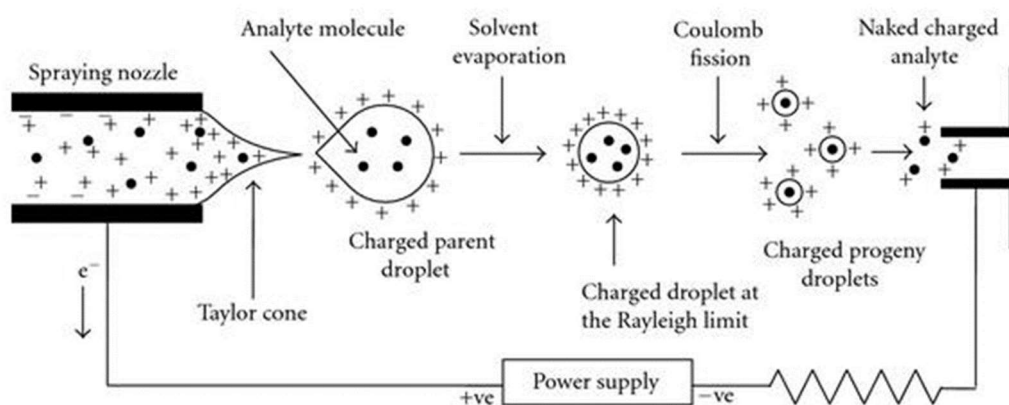 Analyte molecule
Solvent
evaporation
Coulomb
fission
Naked charged
analyte
Spraying nozzle
Charged parent
droplet
Charged progeny
droplets
e⁻
Taylor cone
Charged droplet at
the Rayleigh limit
+ve
Power supply
−ve